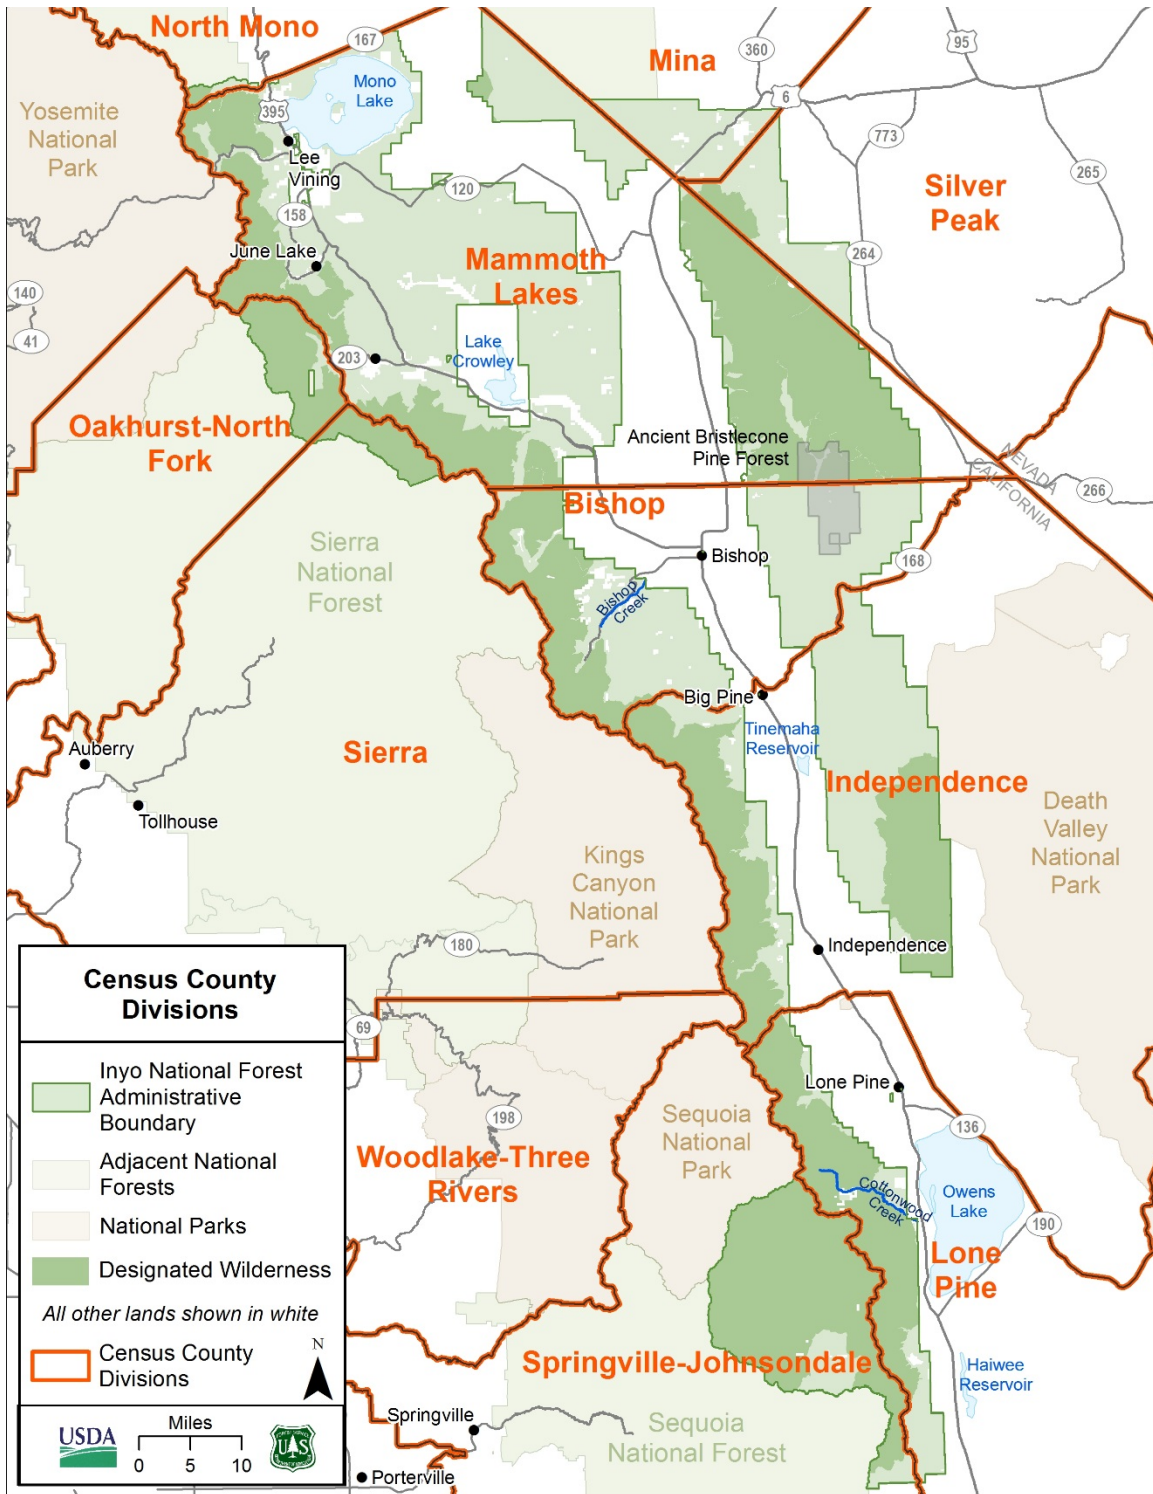 North Mono
167
Mina
360
95
Mono
Lake
6
Yosemite
National
Park
395
773
Lee
Vining
120
265
Silver
Peak
158
June Lake
264
Mammoth
Lakes
140
41
Lake
Crowley
203
Oakhurst-North
Fork
Ancient Bristlecone
Pine Forest
NEVADA
CALIFORNIA
266
Bishop
Sierra
National
Forest
Bishop
168
Bishop
Creek
Big Pine
Tinemaha
Reservoir
Auberry
Sierra
Independence
Tollhouse
Death
Valley
National
Park
Kings
Canyon
National
Park
180
Independence
69
Lone Pine
198
Sequoia
National
Park
136
Woodlake-Three
Rivers
Cottonwood
Creek
Owens
Lake
190
Lone
Pine
Springville-Johnsondale
Haiwee
Reservoir
Springville
Sequoia
National Forest
Porterville
Census County
Divisions
Inyo National Forest
Administrative
Boundary
Adjacent National
Forests
National Parks
Designated Wilderness
All other lands shown in white
Census County
Divisions
N
USDA
Miles
0 5 10
U S